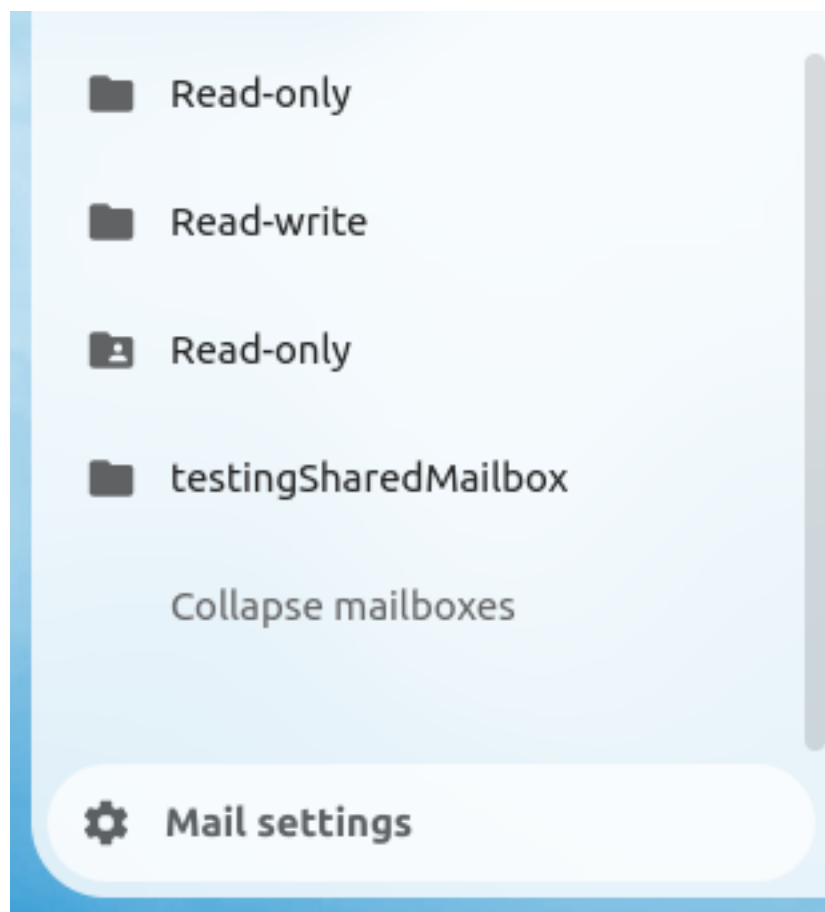 Read-only
Read-write
Read-only
testingSharedMailbox
Collapse mailboxes
Mail settings